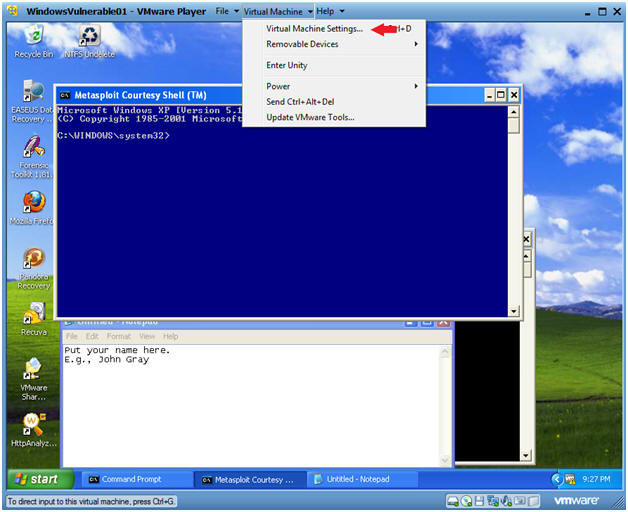 WindowsVulnerable01 - VMware Player File Virtual Machine Help
Virtual Machine Settings... Ctrl+D
Removable Devices
Enter Unity
Power
Send Ctrl+Alt+Del
Update VMware Tools...
Recycle Bin
NTFS Undelete
EASEUS Data
Recovery ...
Forensic
Toolkit 1.81.
Mozilla Firefox
Pandora
Recovery
Recuva
VMware
Shar...
HttpAnalyz...
Metasploit Courtesy Shell (TM)
Microsoft Windows XP [Version 5.1
(C) Copyright 1985-2001 Microsoft
C:\WINDOWS\system32>
Untitled - Notepad
File Edit Format View Help
Put your name here.
E.g., John Gray
start
Command Prompt
Metasploit Courtesy ...
Untitled - Notepad
9:27 PM
To direct input to this virtual machine, press Ctrl+G.
vmware